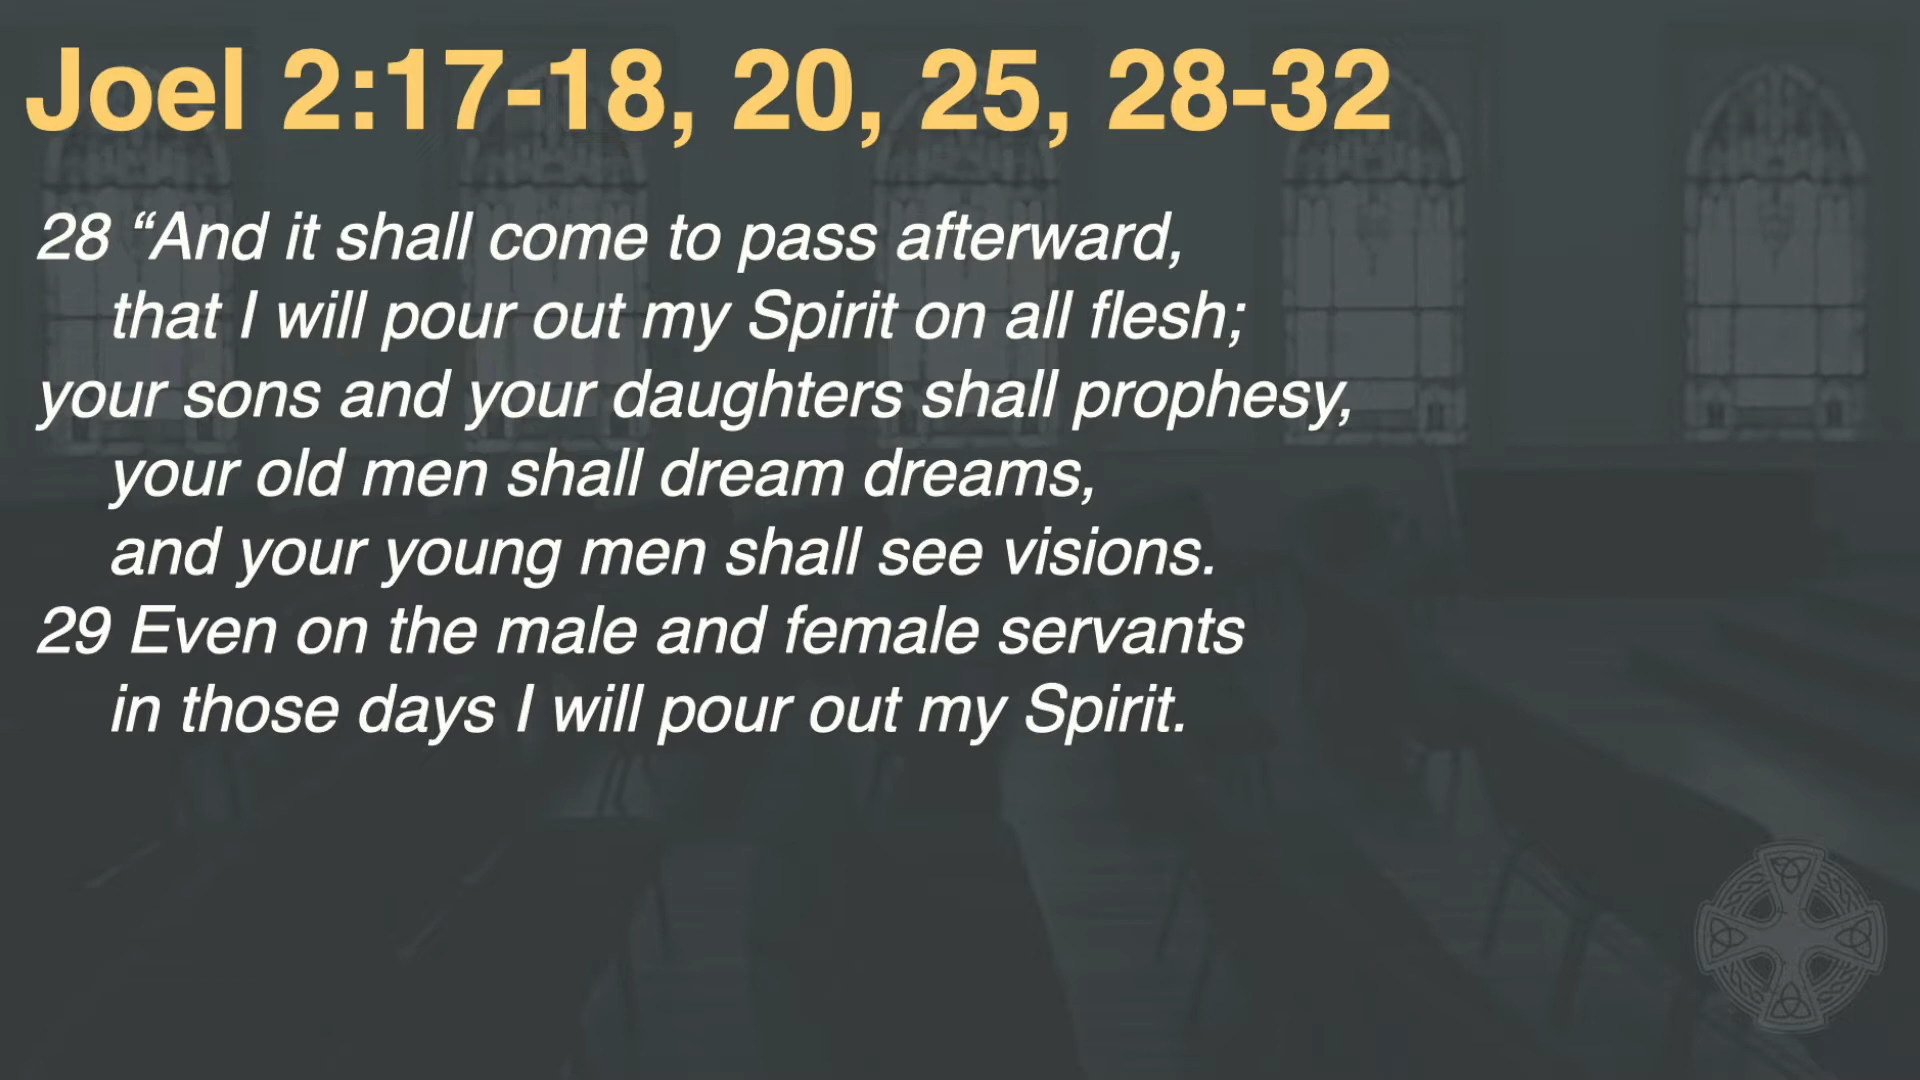 Joel 2:17-18, 20, 25, 28-32
28 “And it shall come to pass afterward,
that I will pour out my Spirit on all flesh;
your sons and your daughters shall prophesy,
your old men shall dream dreams,
and your young men shall see visions.
29 Even on the male and female servants
in those days I will pour out my Spirit.